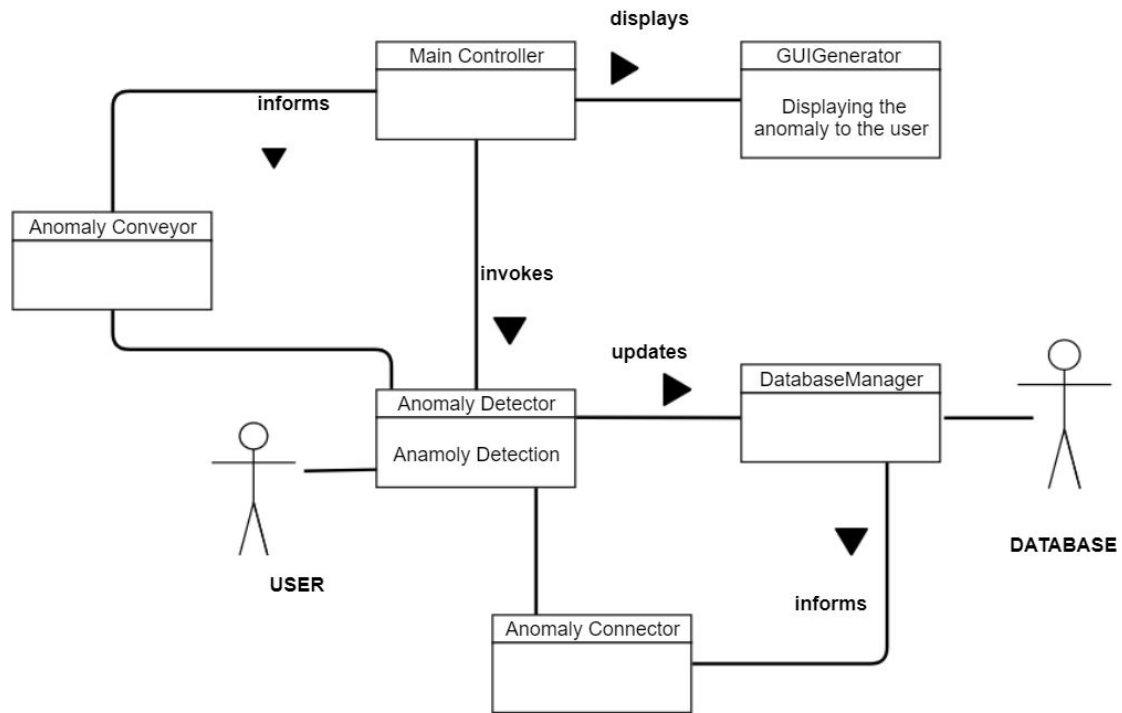 displays
Main Controller
GUIGenerator
informs
Displaying the
anomaly to the user
Anomaly Conveyor
invokes
updates
DatabaseManager
Anomaly Detector
Anamoly Detection
DATABASE
USER
informs
Anomaly Connector